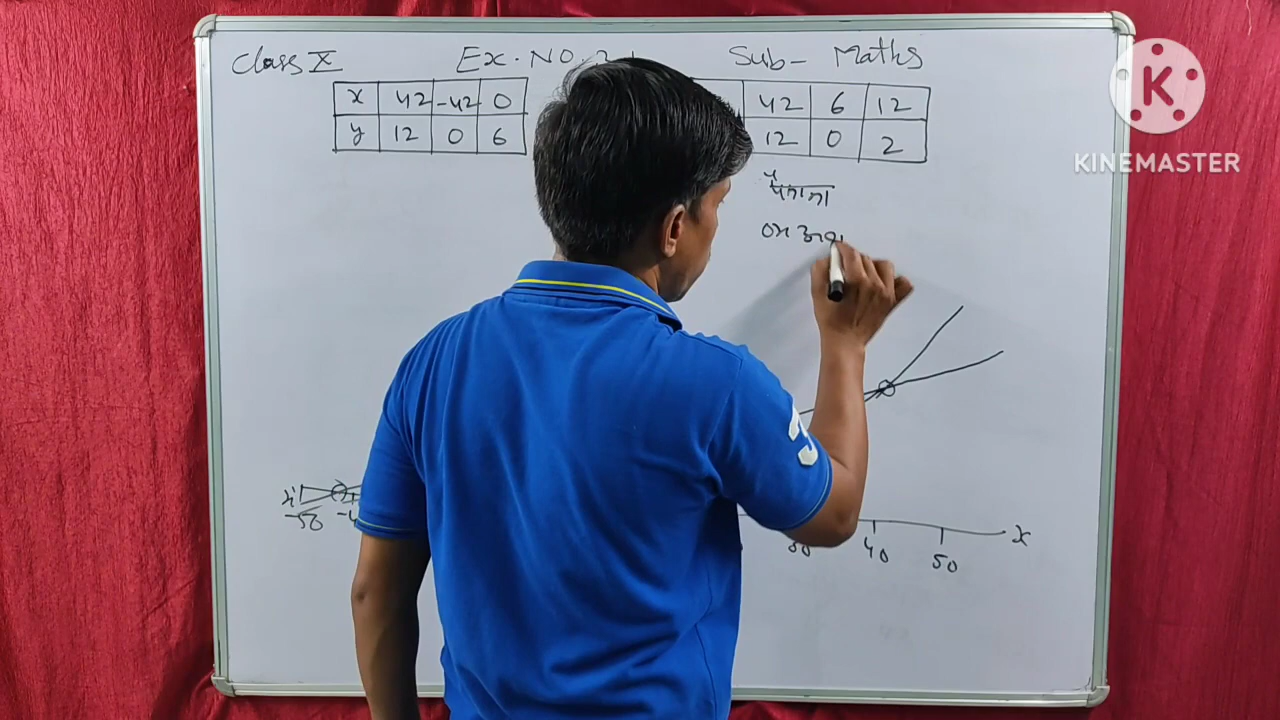 Class X Ex. NO. Sub- Maths
x 42 -42 0
y 12 0 6
42 6 12
12 0 2
पैमाना
-50
40
50
x
K
KINEMASTER
3